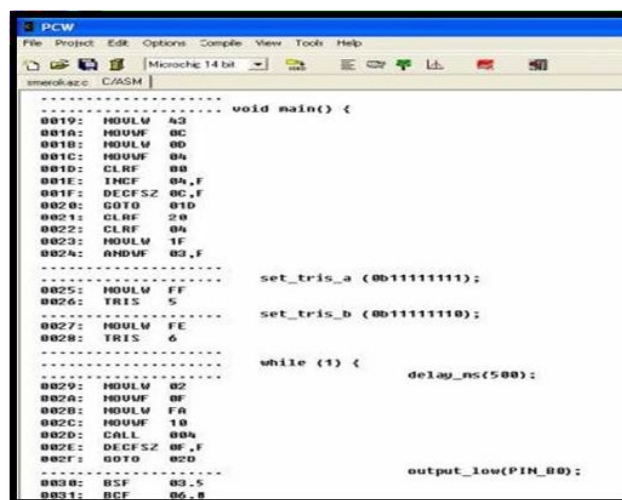 PCW
File Project Edit Options Compile View Tools Help
Microchip 14 bit
smerokaz.c C/ASM
....................
.................... void main() {
0019: MOVLW 43
001A: MOVWF 0C
001B: MOVLW 0D
001C: MOVWF 04
001D: CLRF 00
001E: INCF 04,F
001F: DECFSZ 0C,F
0020: GOTO 01D
0021: CLRF 20
0022: CLRF 04
0023: MOVLW 1F
0024: ANDWF 03,F
.................... set_tris_a (0b11111111);
0025: MOVLW FF
0026: TRIS 5
.................... set_tris_b (0b11111110);
0027: MOVLW FE
0028: TRIS 6
....................
.................... while (1) {
.................... delay_ms(500);
0029: MOVLW 02
002A: MOVWF 0F
002B: MOVLW FA
002C: MOVWF 10
002D: CALL 004
002E: DECFSZ 0F,F
002F: GOTO 02D
.................... output_low(PIN_B0);
0030: BSF 03.5
0031: BCF 06.0